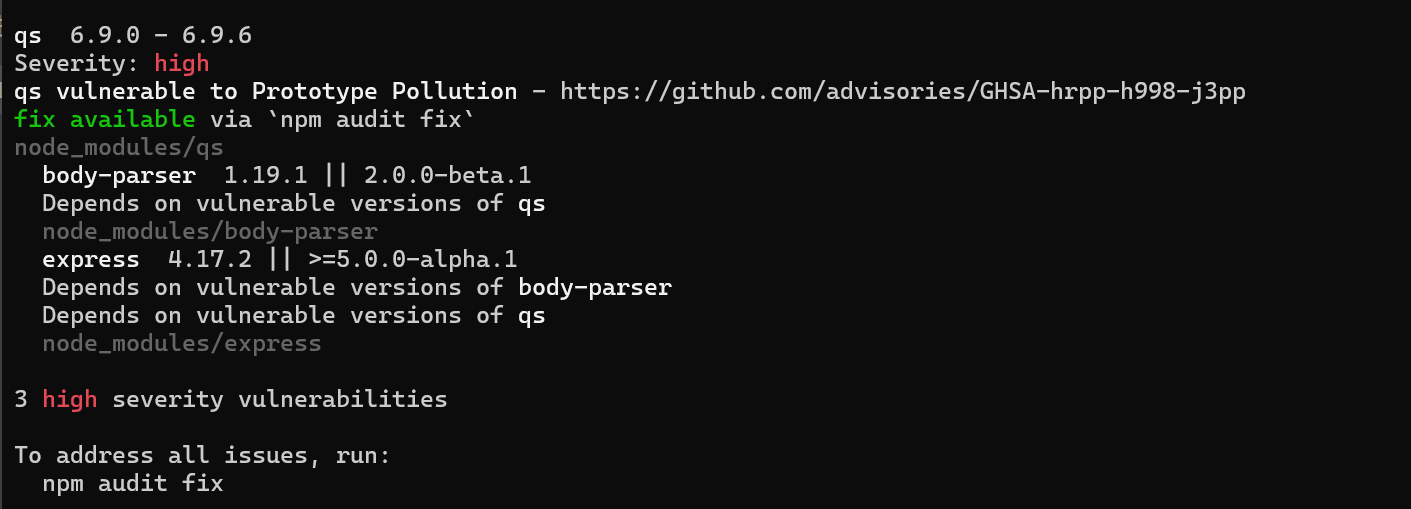 qs  6.9.0 - 6.9.6
Severity: high
qs vulnerable to Prototype Pollution - https://github.com/advisories/GHSA-hrpp-h998-j3pp
fix available via `npm audit fix`
node_modules/qs
  body-parser  1.19.1 || 2.0.0-beta.1
  Depends on vulnerable versions of qs
  node_modules/body-parser
  express  4.17.2 || >=5.0.0-alpha.1
  Depends on vulnerable versions of body-parser
  Depends on vulnerable versions of qs
  node_modules/express

3 high severity vulnerabilities

To address all issues, run:
  npm audit fix